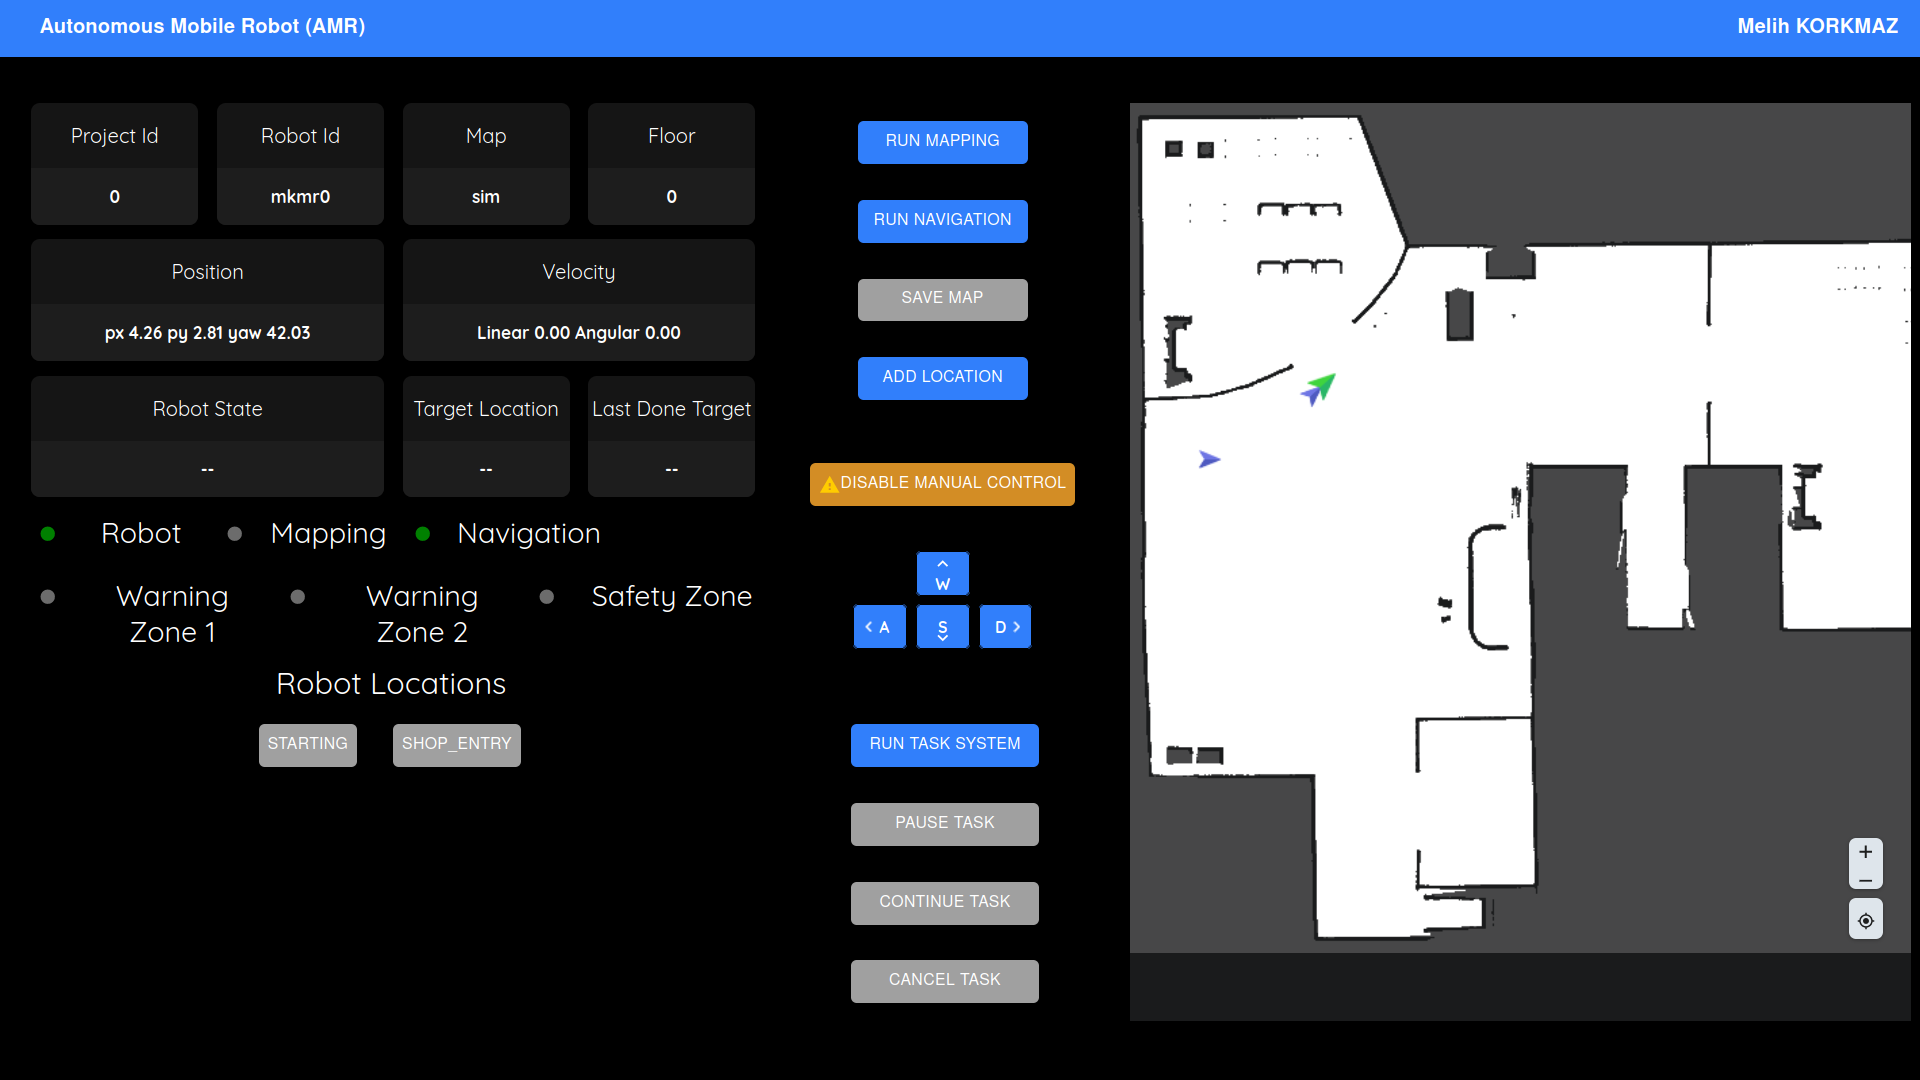 Autonomous Mobile Robot (AMR)
Melih KORKMAZ
Project Id
0
Robot Id
mkmr0
Map
sim
Floor
0
Position
px 4.26 py 2.81 yaw 42.03
Velocity
Linear 0.00 Angular 0.00
Robot State
--
Target Location
--
Last Done Target
--
Robot
Mapping
Navigation
Warning
Zone 1
Warning
Zone 2
Safety Zone
Robot Locations
STARTING
SHOP_ENTRY
RUN MAPPING
RUN NAVIGATION
SAVE MAP
ADD LOCATION
DISABLE MANUAL CONTROL
W
A
S
D
RUN TASK SYSTEM
PAUSE TASK
CONTINUE TASK
CANCEL TASK
+
−